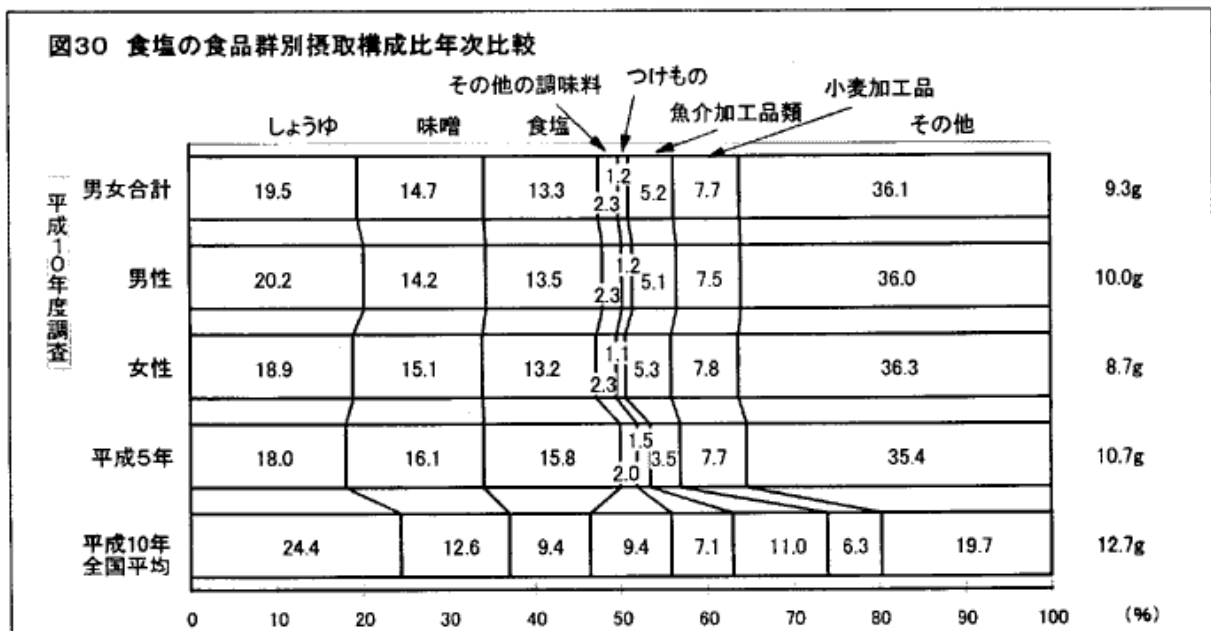 図30 食塩の食品群別摂取構成比年次比較
その他の調味料 つけもの 小麦加工品
しょうゆ 味噌 食塩 魚介加工品類 その他
平成10年度調査
男女合計 19.5 14.7 13.3 2.3 1.2 5.2 7.7 36.1 9.3g
男性 20.2 14.2 13.5 2.3 1.2 5.1 7.5 36.0 10.0g
女性 18.9 15.1 13.2 2.3 1.1 5.3 7.8 36.3 8.7g
平成5年 18.0 16.1 15.8 2.0 1.5 3.5 7.7 35.4 10.7g
平成10年
全国平均 24.4 12.6 9.4 9.4 7.1 11.0 6.3 19.7 12.7g
0 10 20 30 40 50 60 70 80 90 100 (%)